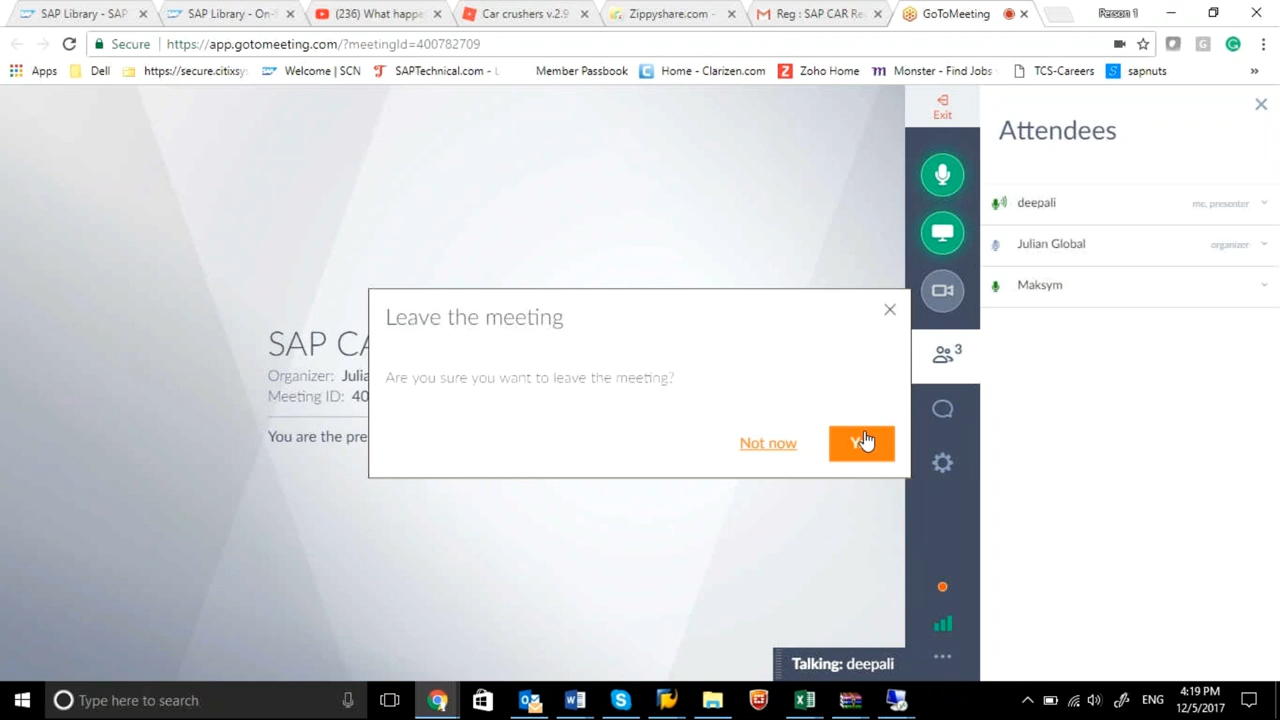 SAP Library - SAP
SAP Library - On-S
(236) What happe
Car crushers v.2.9
Zippyshare.com -
Reg : SAP CAR Re
GoToMeeting
Person 1
Secure
https://app.gotomeeting.com/?meetingId=400782709
Apps
Dell
https://secure.citixsy
Welcome | SCN
SAPTechnical.com - L
Member Passbook
Home - Clarizen.com
Zoho Home
Monster - Find Jobs
TCS-Careers
sapnuts
»
Exit
Attendees
deepali
me, presenter
Julian Global
organizer
Maksym
3
SAP CA
Organizer: Julia
Meeting ID: 40
You are the pre
Leave the meeting
Are you sure you want to leave the meeting?
Not now
Talking: deepali
Type here to search
ENG
4:19 PM
12/5/2017